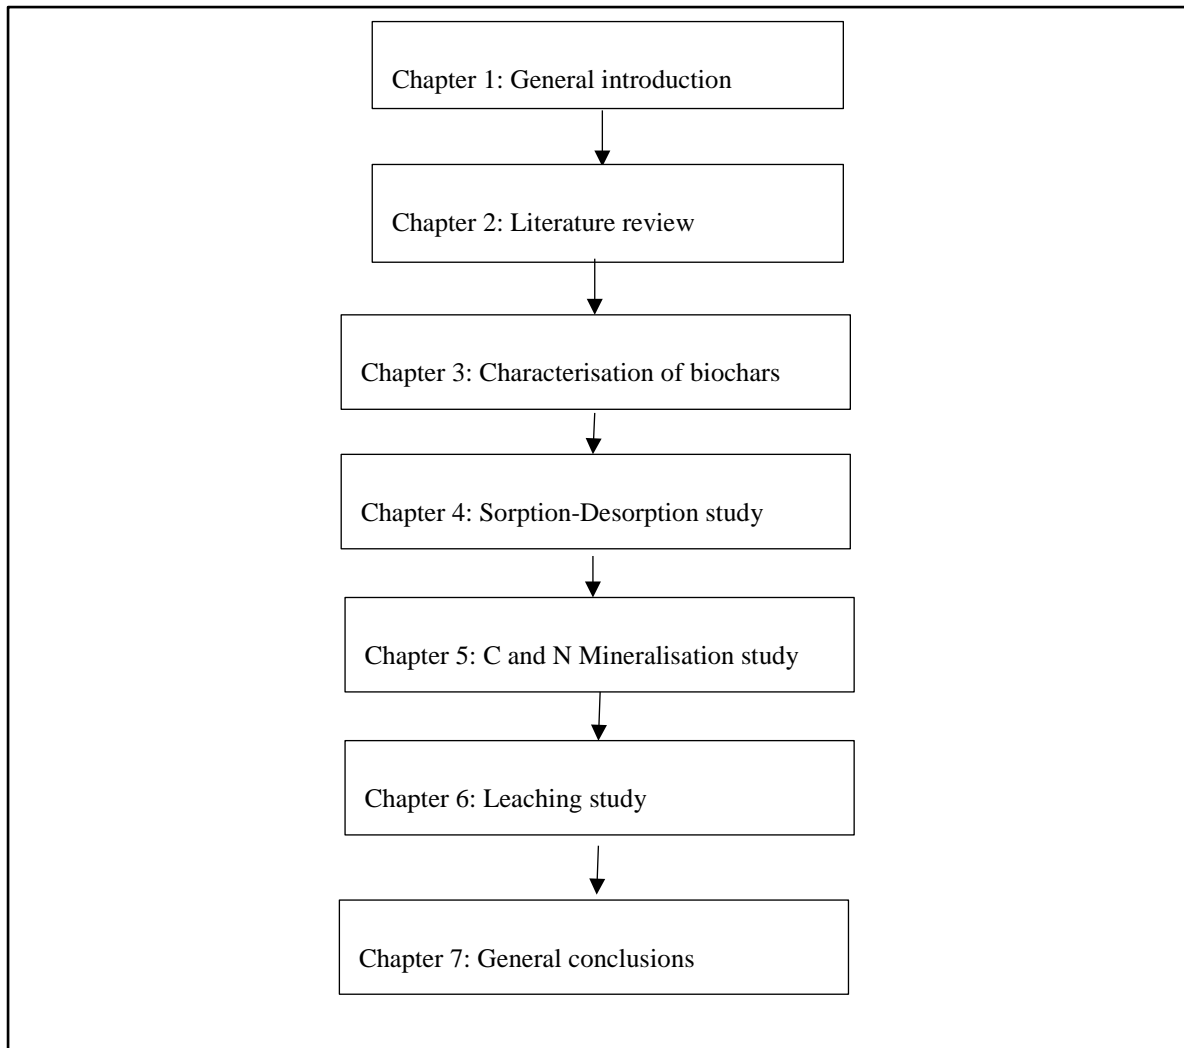 Chapter 1: General introduction
Chapter 2: Literature review
Chapter 3: Characterisation of biochars
Chapter 4: Sorption-Desorption study
Chapter 5: C and N Mineralisation study
Chapter 6: Leaching study
Chapter 7: General conclusions